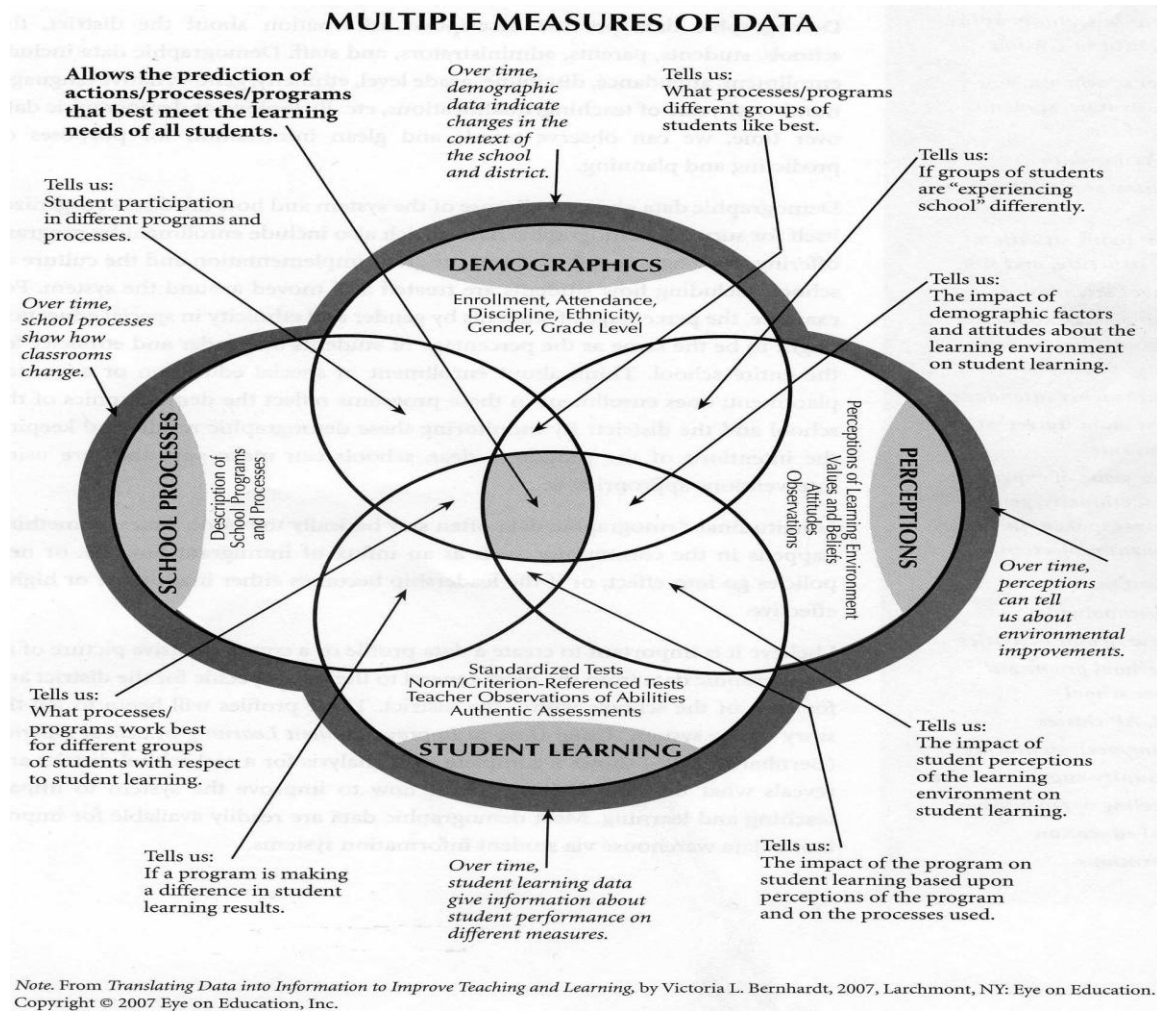 MULTIPLE MEASURES OF DATA
Allows the prediction of
actions/processes/programs
that best meet the learning
needs of all students.
Over time,
demographic
data indicate
changes in the
context of
the school
and district.
Tells us:
What processes/programs
different groups of
students like best.
Tells us:
If groups of students
are “experiencing
school” differently.
Tells us:
Student participation
in different programs and
processes.
DEMOGRAPHICS
Enrollment, Attendance,
Discipline, Ethnicity,
Gender, Grade Level
Tells us:
The impact of
demographic factors
and attitudes about the
learning environment
on student learning.
Over time,
school processes
show how
classrooms
change.
SCHOOL PROCESSES
Description of
School Programs
and Processes
Perceptions of Learning Environment
Values and Beliefs
Attitudes
Observations
PERCEPTIONS
Over time,
perceptions
can tell
us about
environmental
improvements.
Standardized Tests
Norm/Criterion-Referenced Tests
Teacher Observations of Abilities
Authentic Assessments
STUDENT LEARNING
Tells us:
What processes/
programs work best
for different groups
of students with respect
to student learning.
Tells us:
The impact of
student perceptions
of the learning
environment on
student learning.
Tells us:
If a program is making
a difference in student
learning results.
Over time,
student learning data
give information about
student performance on
different measures.
Tells us:
The impact of the program on
student learning based upon
perceptions of the program
and on the processes used.
Note. From Translating Data into Information to Improve Teaching and Learning, by Victoria L. Bernhardt, 2007, Larchmont, NY: Eye on Education.
Copyright © 2007 Eye on Education, Inc.